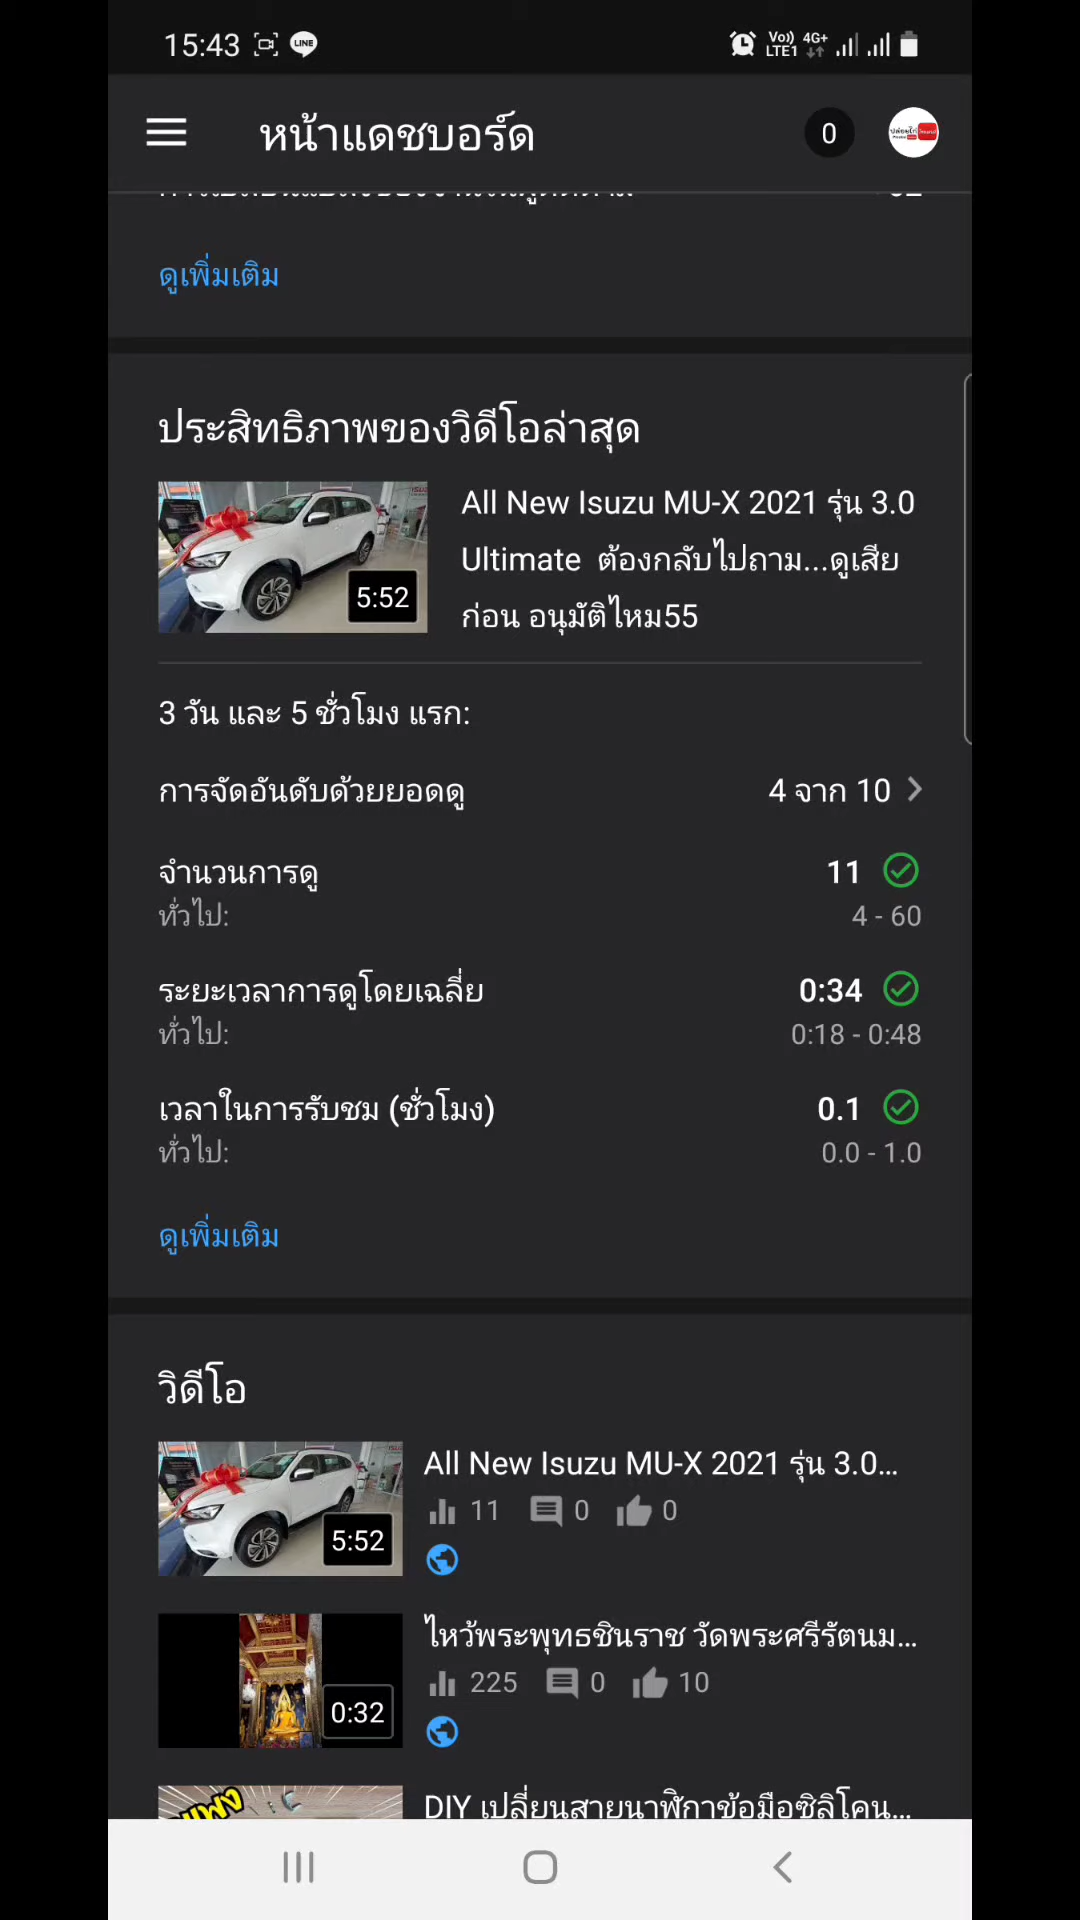 15:43
LINE
Vo)) LTE1 4G+
หน้าแดชบอร์ด
0
ดูเพิ่มเติม
ประสิทธิภาพของวิดีโอล่าสุด
All New Isuzu MU-X 2021 รุ่น 3.0
Ultimate ต้องกลับไปถาม...ดูเสีย
ก่อน อนุมัติไหม55
5:52
3 วัน และ 5 ชั่วโมง แรก:
การจัดอันดับด้วยยอดดู 4 จาก 10
จำนวนการดู 11
ทั่วไป: 4 - 60
ระยะเวลาการดูโดยเฉลี่ย 0:34
ทั่วไป: 0:18 - 0:48
เวลาในการรับชม (ชั่วโมง) 0.1
ทั่วไป: 0.0 - 1.0
ดูเพิ่มเติม
วิดีโอ
All New Isuzu MU-X 2021 รุ่น 3.0...
11 0 0
5:52
ไหว้พระพุทธชินราช วัดพระศรีรัตนม...
225 0 10
0:32
DIY เปลี่ยนสายนาฬิกาข้อมือซิลิโคน...